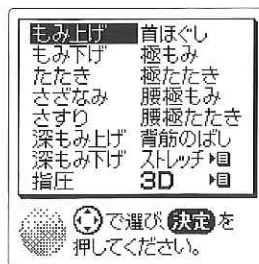 もみ上げ 首ほぐし
もみ下げ 極もみ
たたき 極たたき
さざなみ 腰極もみ
さすり 腰極たたき
深もみ上げ 背筋のばし
深もみ下げ ストレッチ
指圧 3D
で選び、決定を
押してください。